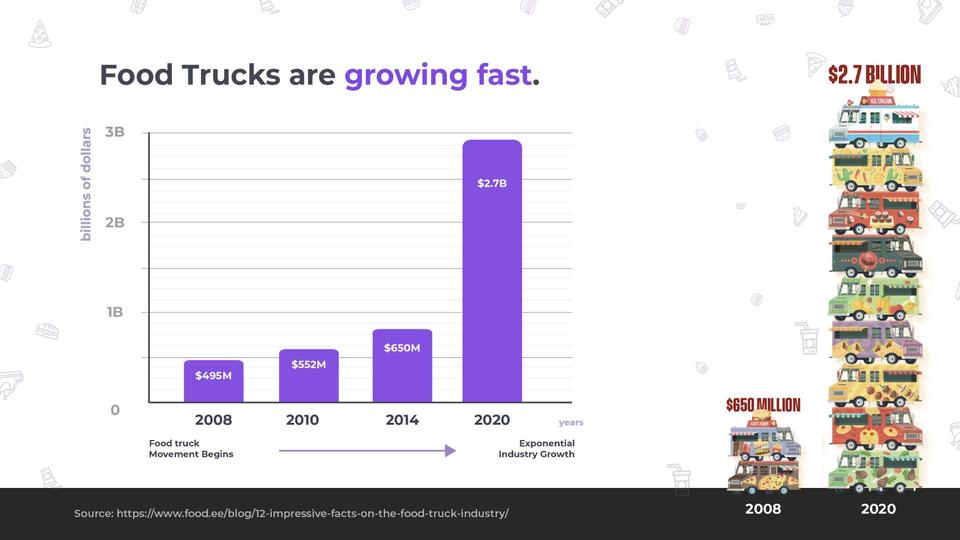 Food Trucks are growing fast.
billions of dollars
3B
2B
1B
0
$495M
$552M
$650M
$2.7B
2008
2010
2014
2020
years
Food truck
Movement Begins
Exponential
Industry Growth
$650 MILLION
FAST FOOD
2008
$2.7 BILLION
ICE CREAM
2020
Source: https://www.food.ee/blog/12-impressive-facts-on-the-food-truck-industry/